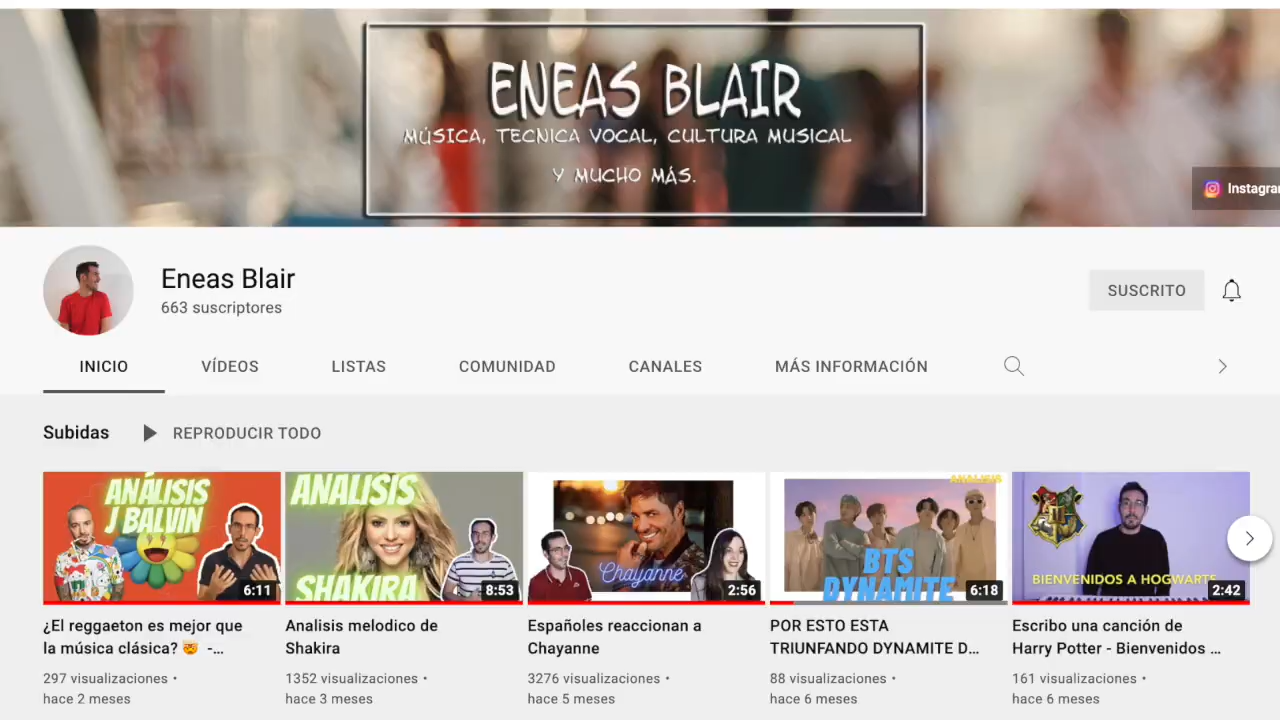 ENEAS BLAIR
MÚSICA, TECNICA VOCAL, CULTURA MUSICAL
Y MUCHO MÁS.
Instagra
Eneas Blair
663 suscriptores
SUSCRITO
INICIO VÍDEOS LISTAS COMUNIDAD CANALES MÁS INFORMACIÓN
Subidas REPRODUCIR TODO
ANÁLISIS
J BALVIN
6:11
ANALISIS
SHAKIRA
8:53
Chayanne
2:56
ANALISIS
BTS
DYNAMITE
6:18
BIENVENIDOS A HOGWARTS
2:42
¿El reggaeton es mejor que
la música clásica? 🤯 -...
297 visualizaciones •
hace 2 meses
Analisis melodico de
Shakira
1352 visualizaciones •
hace 3 meses
Españoles reaccionan a
Chayanne
3276 visualizaciones •
hace 5 meses
POR ESTO ESTA
TRIUNFANDO DYNAMITE D...
88 visualizaciones •
hace 6 meses
Escribo una canción de
Harry Potter - Bienvenidos ...
161 visualizaciones •
hace 6 meses